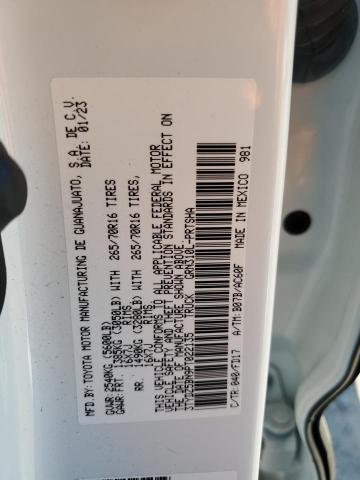 MFD.BY:TOYOTA MOTOR MANUFACTURING DE GUANAJUATO, S.A. DE C.V.
DATE: 01/23
GVWR: 2540KG (5600LB)
GAWR: FRT. 1385KG (3055LB) WITH 265/70R16 TIRES
16X7J RIMS,
RR. 1490KG (3280LB) WITH 265/70R16 TIRES
16X7J RIMS,
THIS VEHICLE CONFORMS TO ALL APPLICABLE FEDERAL MOTOR
VEHICLE SAFETY AND THEFT PREVENTION STANDARDS IN EFFECT ON
THE DATE OF MANUFACTURE SHOWN ABOVE.
TRUCK GRN310L-PRTSHA
C/TR: 040/FD17 A/TM: B07B/AC60F MADE IN MEXICO 981